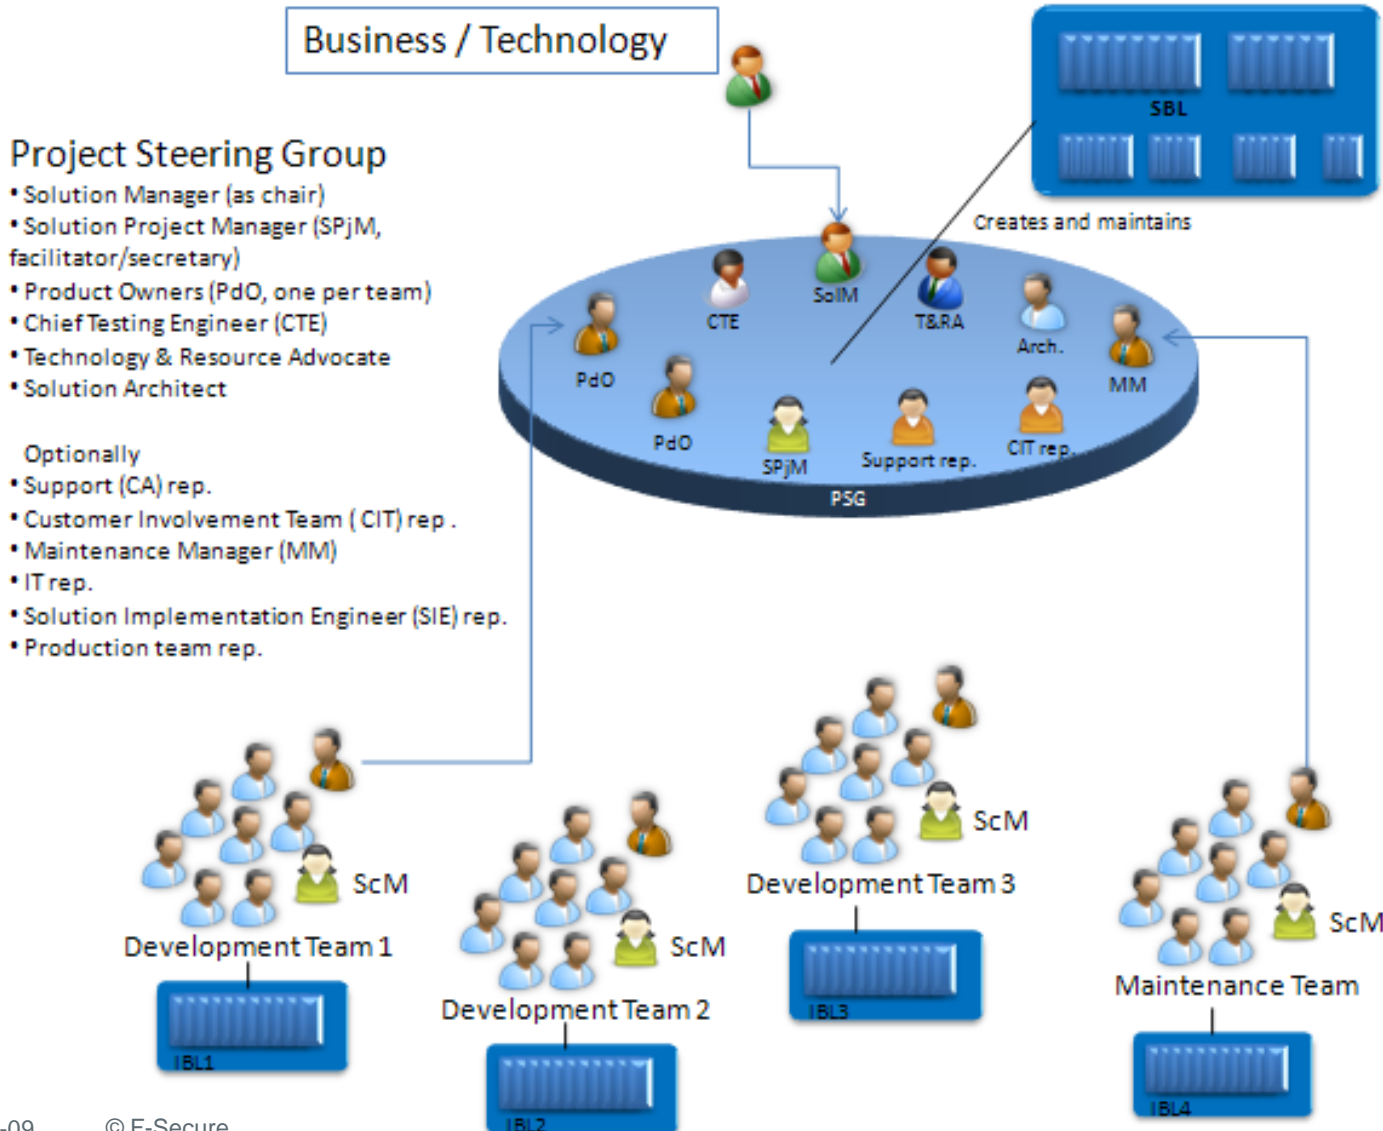 Business / Technology
SBL
Creates and maintains
Project Steering Group
• Solution Manager (as chair)
• Solution Project Manager (SPjM,
facilitator/secretary)
• Product Owners (PdO, one per team)
• Chief Testing Engineer (CTE)
• Technology & Resource Advocate
• Solution Architect
Optionally
• Support (CA) rep.
• Customer Involvement Team ( CIT) rep .
• Maintenance Manager (MM)
• IT rep.
• Solution Implementation Engineer (SIE) rep.
• Production team rep.
SolM
CTE
T&RA
Arch.
PdO
MM
PdO
SPjM
Support rep.
CIT rep.
PSG
ScM
Development Team 1
IBL1
ScM
Development Team 2
IBL2
ScM
Development Team 3
IBL3
ScM
Maintenance Team
IBL4
-09 © F-Secure